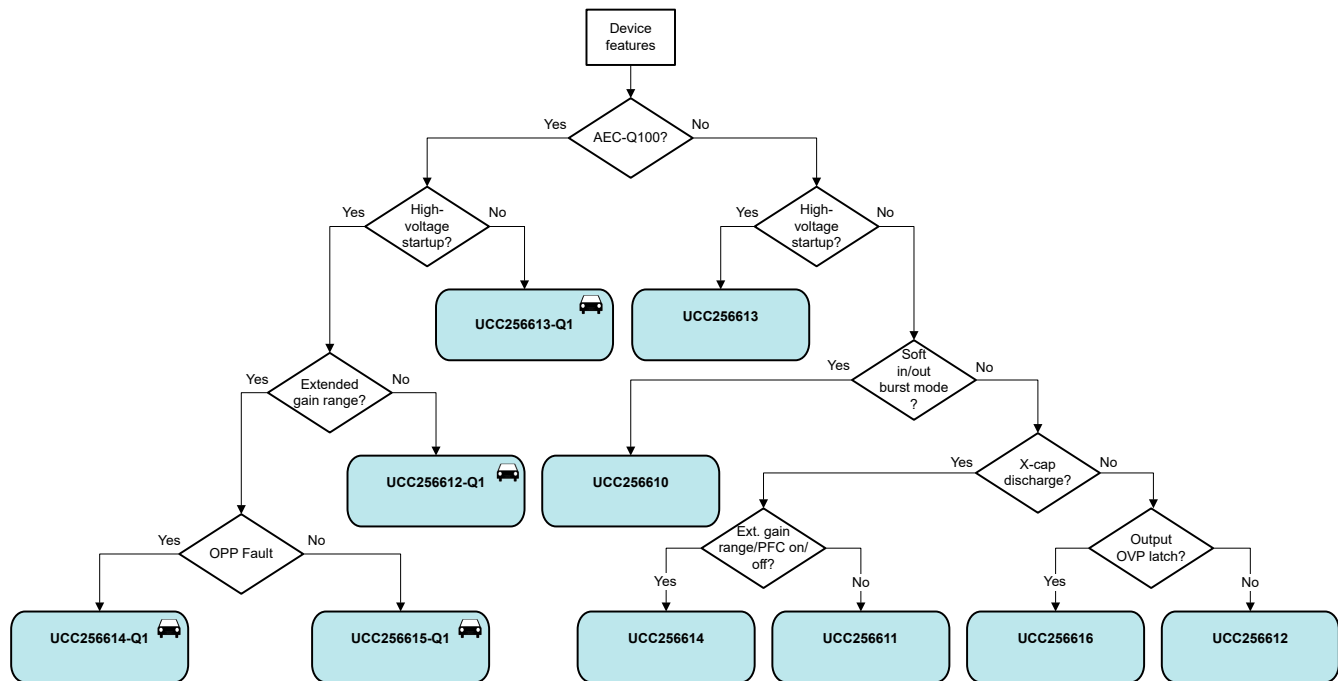 Device
features
Yes
AEC-Q100?
No
Yes
High-
voltage
startup?
No
Yes
High-
voltage
startup?
No
UCC256613-Q1
UCC256613
Yes
Soft
in/out
burst mode
?
No
Yes
Extended
gain range?
No
UCC256612-Q1
UCC256610
Yes
X-cap
discharge?
No
Yes
OPP Fault
No
Ext. gain
range/PFC on/
off?
Yes
No
Output
OVP latch?
Yes
No
UCC256614-Q1
UCC256615-Q1
UCC256614
UCC256611
UCC256616
UCC256612